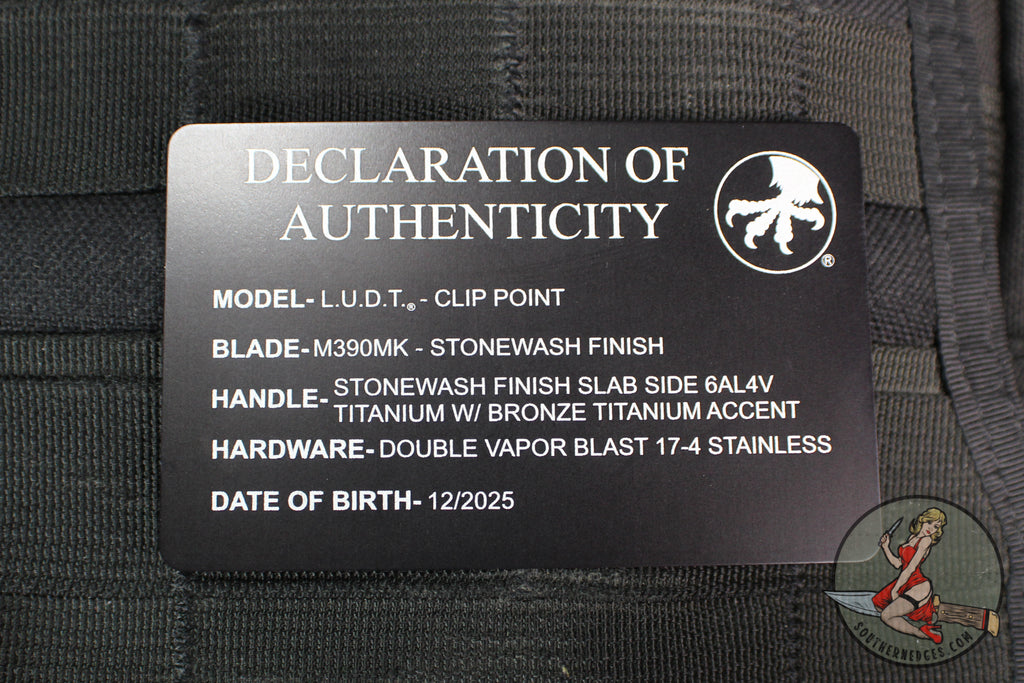 DECLARATION OF
AUTHENTICITY
®
MODEL- L.U.D.T.® - CLIP POINT
BLADE- M390MK - STONEWASH FINISH
HANDLE- STONEWASH FINISH SLAB SIDE 6AL4V
TITANIUM W/ BRONZE TITANIUM ACCENT
HARDWARE- DOUBLE VAPOR BLAST 17-4 STAINLESS
DATE OF BIRTH- 12/2025
SOUTHERNEDGES.COM